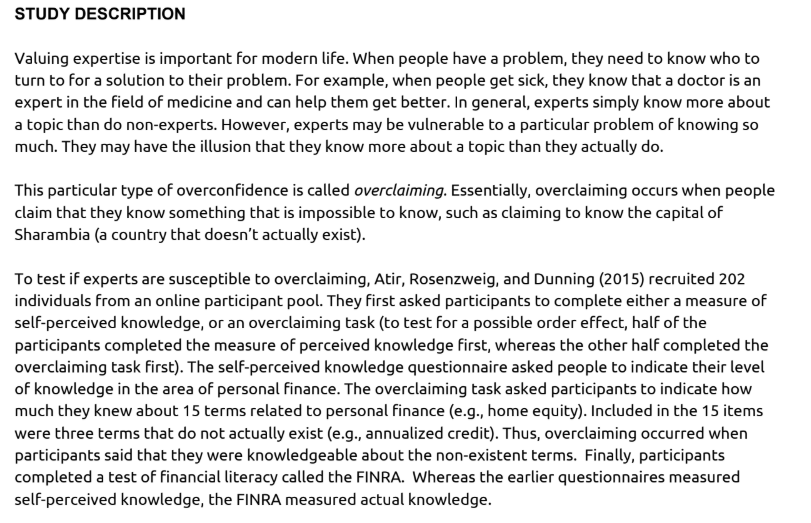 STUDY DESCRIPTION
Valuing expertise is important for modern life. When people have a problem, they need to know who to
turn to for a solution to their problem. For example, when people get sick, they know that a doctor is an
expert in the field of medicine and can help them get better. In general, experts simply know more about
a topic than do non-experts. However, experts may be vulnerable to a particular problem of knowing so
much. They may have the illusion that they know more about a topic than they actually do.
This particular type of overconfidence is called overclaiming. Essentially, overclaiming occurs when people
claim that they know something that is impossible to know, such as claiming to know the capital of
Sharambia (a country that doesn't actually exist).
To test if experts are susceptible to overclaiming, Atir, Rosenzweig, and Dunning (2015) recruited 202
individuals from an online participant pool. They first asked participants to complete either a measure of
self-perceived knowledge, or an overclaiming task (to test for a possible order effect, half of the
participants completed the measure of perceived knowledge first, whereas the other half completed the
overclaiming task first). The self-perceived knowledge questionnaire asked people to indicate their level
of knowledge in the area of personal finance. The overclaiming task asked participants to indicate how
much they knew about 15 terms related to personal finance (e.g., home equity). Included in the 15 items
were three terms that do not actually exist (e.g., annualized credit). Thus, overclaiming occurred when
participants said that they were knowledgeable about the non-existent terms.  Finally, participants
completed a test of financial literacy called the FINRA.  Whereas the earlier questionnaires measured
self-perceived knowledge, the FINRA measured actual knowledge.